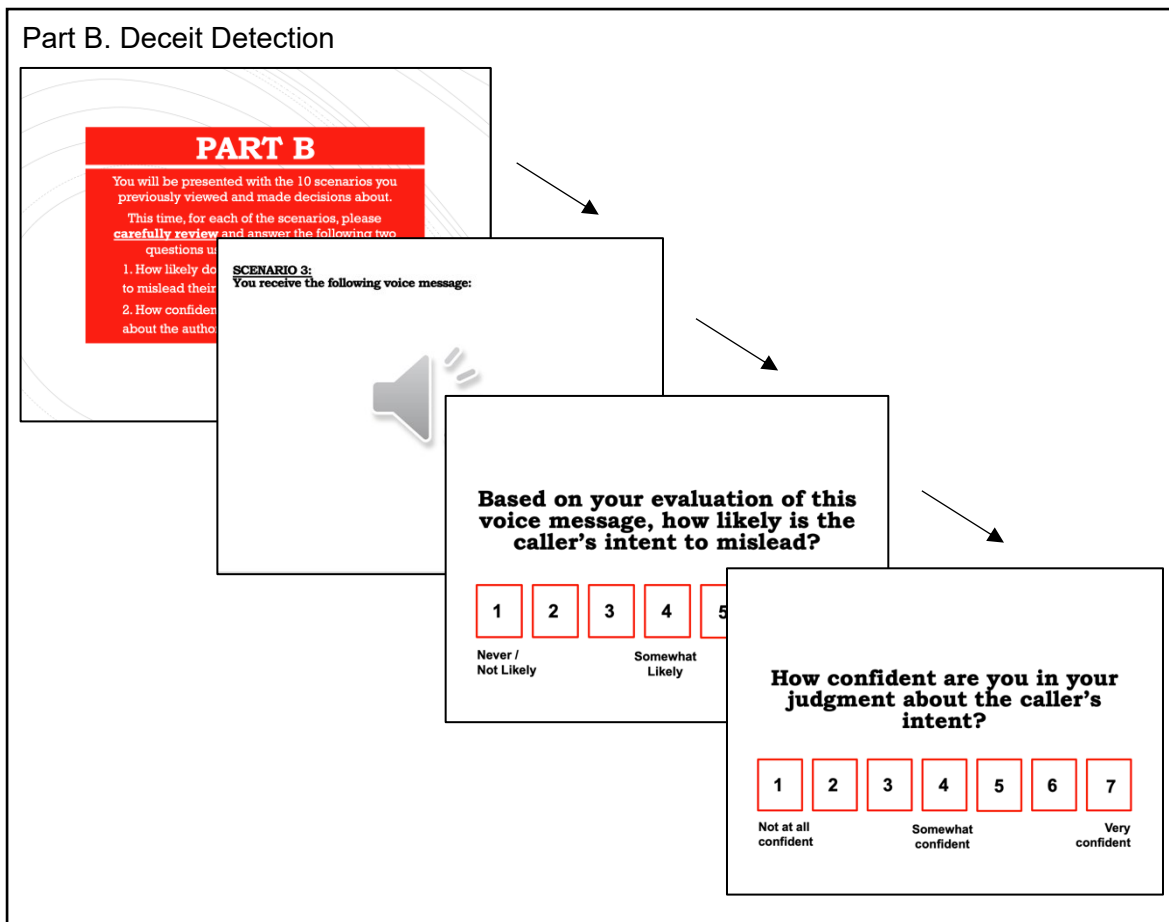 Part B. Deceit Detection
PART B
You will be presented with the 10 scenarios you
previously viewed and made decisions about.
This time, for each of the scenarios, please
carefully review and answer the following two
questions
1. How likely do
to mislead their
2. How
about the
SCENARIO 3:
You receive the following voice message:
Based on your evaluation of this
voice message, how likely is the
caller's intent to mislead?
1 2 3 4 5
Never /
Not Likely
Somewhat
Likely
How confident are you in your
judgment about the caller's
intent?
1 2 3 4 5 6 7
Not at all
confident
Somewhat
confident
Very
confident